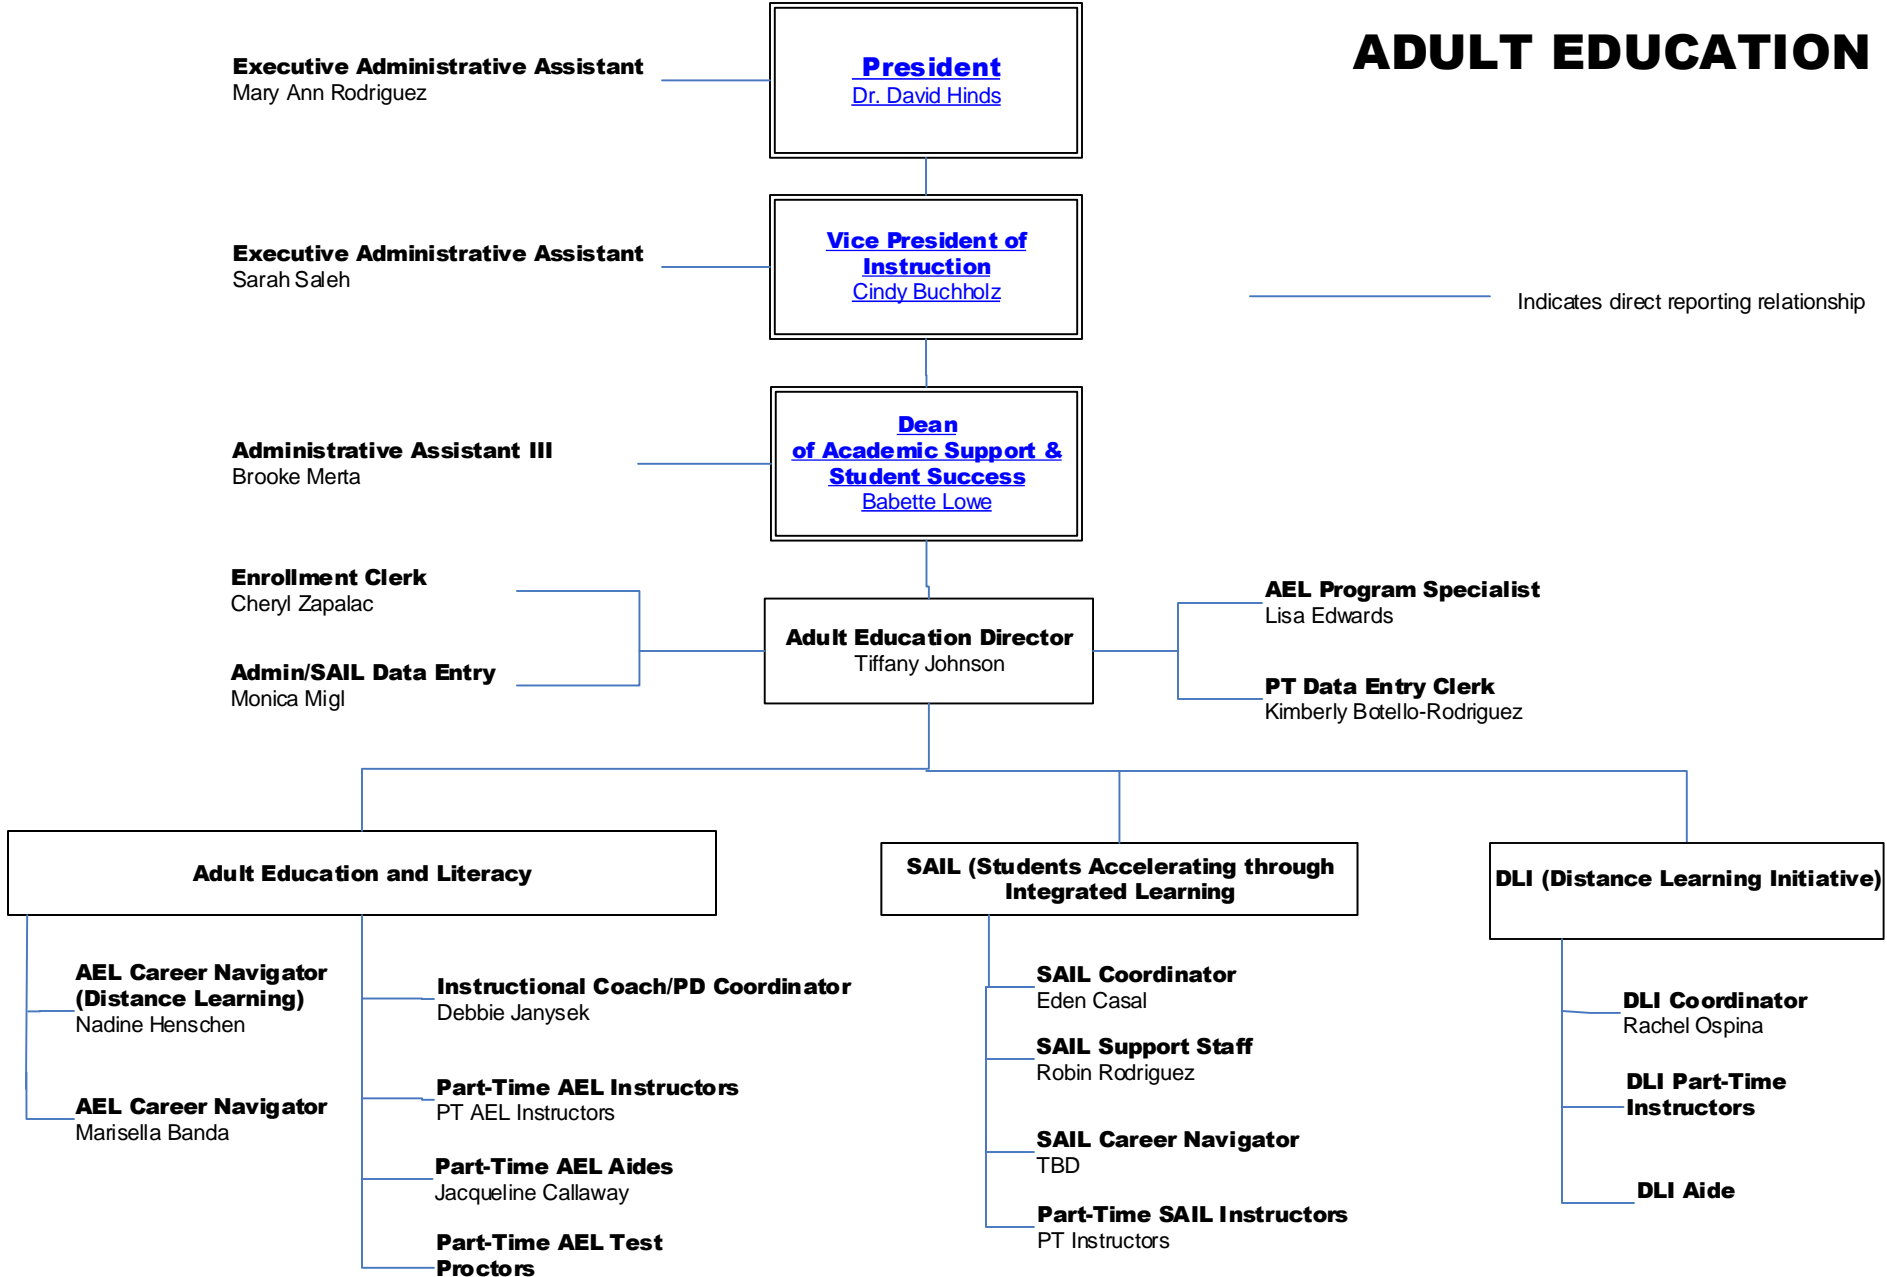 ADULT EDUCATION
Executive Administrative Assistant
Mary Ann Rodriguez
President
Dr. David Hinds
Executive Administrative Assistant
Sarah Saleh
Vice President of
Instruction
Cindy Buchholz
Indicates direct reporting relationship
Administrative Assistant III
Brooke Merta
Dean
of Academic Support &
Student Success
Babette Lowe
Enrollment Clerk
Cheryl Zapalac
Admin/SAIL Data Entry
Monica Migl
Adult Education Director
Tiffany Johnson
AEL Program Specialist
Lisa Edwards
PT Data Entry Clerk
Kimberly Botello-Rodriguez
Adult Education and Literacy
AEL Career Navigator
(Distance Learning)
Nadine Henschen
AEL Career Navigator
Marisella Banda
Instructional Coach/PD Coordinator
Debbie Janysek
Part-Time AEL Instructors
PT AEL Instructors
Part-Time AEL Aides
Jacqueline Callaway
Part-Time AEL Test
Proctors
SAIL (Students Accelerating through
Integrated Learning
SAIL Coordinator
Eden Casal
SAIL Support Staff
Robin Rodriguez
SAIL Career Navigator
TBD
Part-Time SAIL Instructors
PT Instructors
DLI (Distance Learning Initiative)
DLI Coordinator
Rachel Ospina
DLI Part-Time
Instructors
DLI Aide